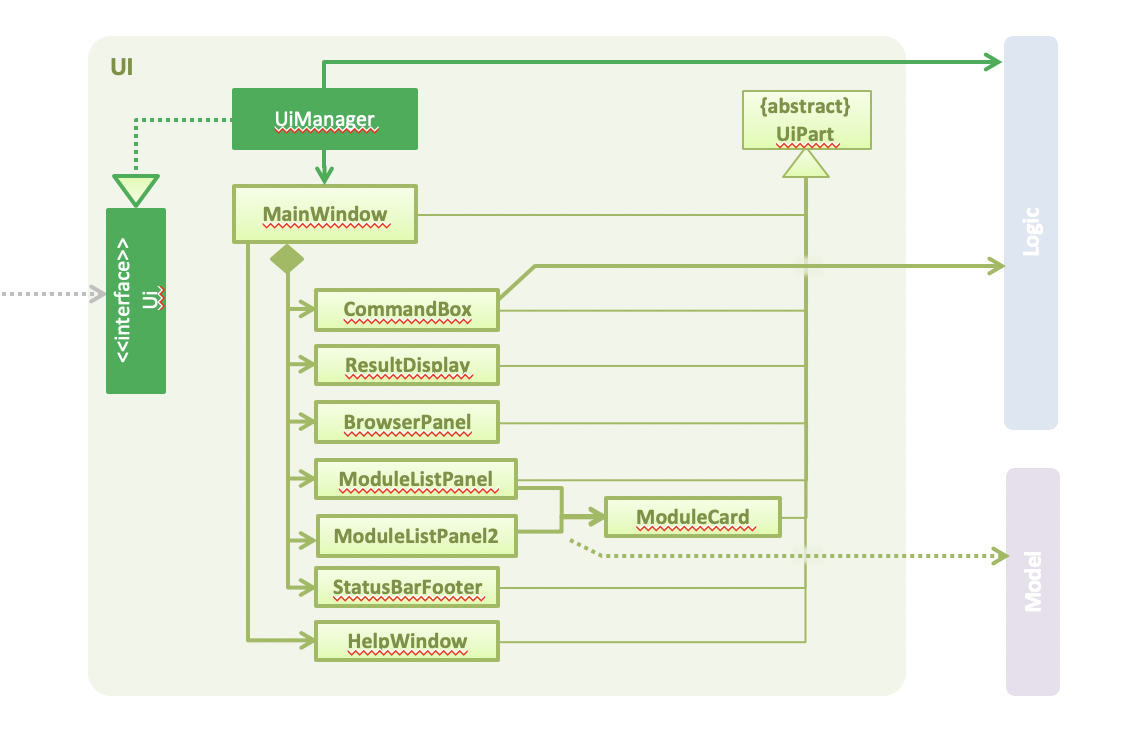 UI
UiManager
{abstract}
UiPart
MainWindow
<<interface>>
Ui
Logic
CommandBox
ResultDisplay
BrowserPanel
ModuleListPanel
ModuleCard
ModuleListPanel2
Model
StatusBarFooter
HelpWindow